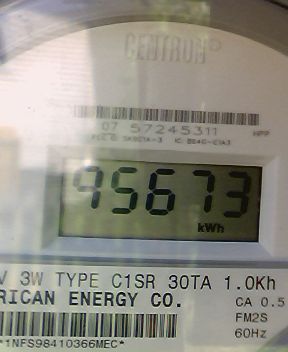 CENTRON
07 57245311 HPP
95673
kWh
V 3W TYPE C1SR 30TA 1.0Kh
RICAN ENERGY CO. CA 0.5
FM2S
*1NFS98410366MEC* 60Hz